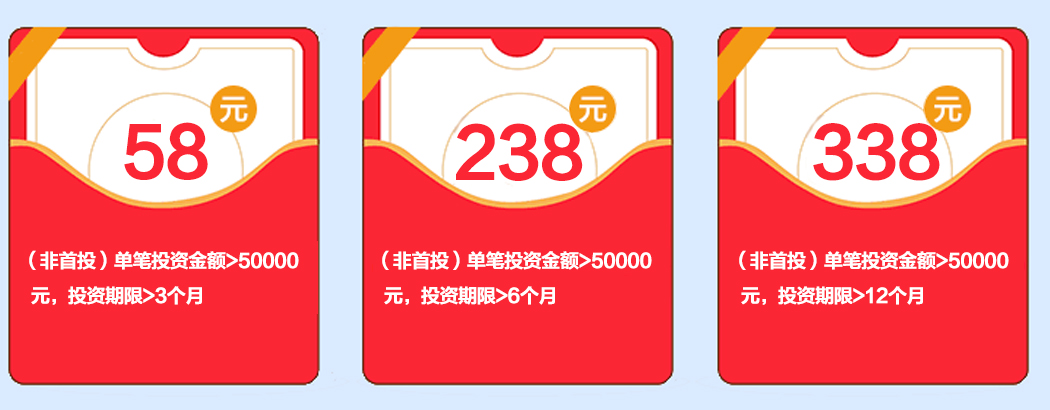 元
58
（非首投）单笔投资金额>50000
元，投资期限>3个月
元
238
（非首投）单笔投资金额>50000
元，投资期限>6个月
元
338
（非首投）单笔投资金额>50000
元，投资期限>12个月